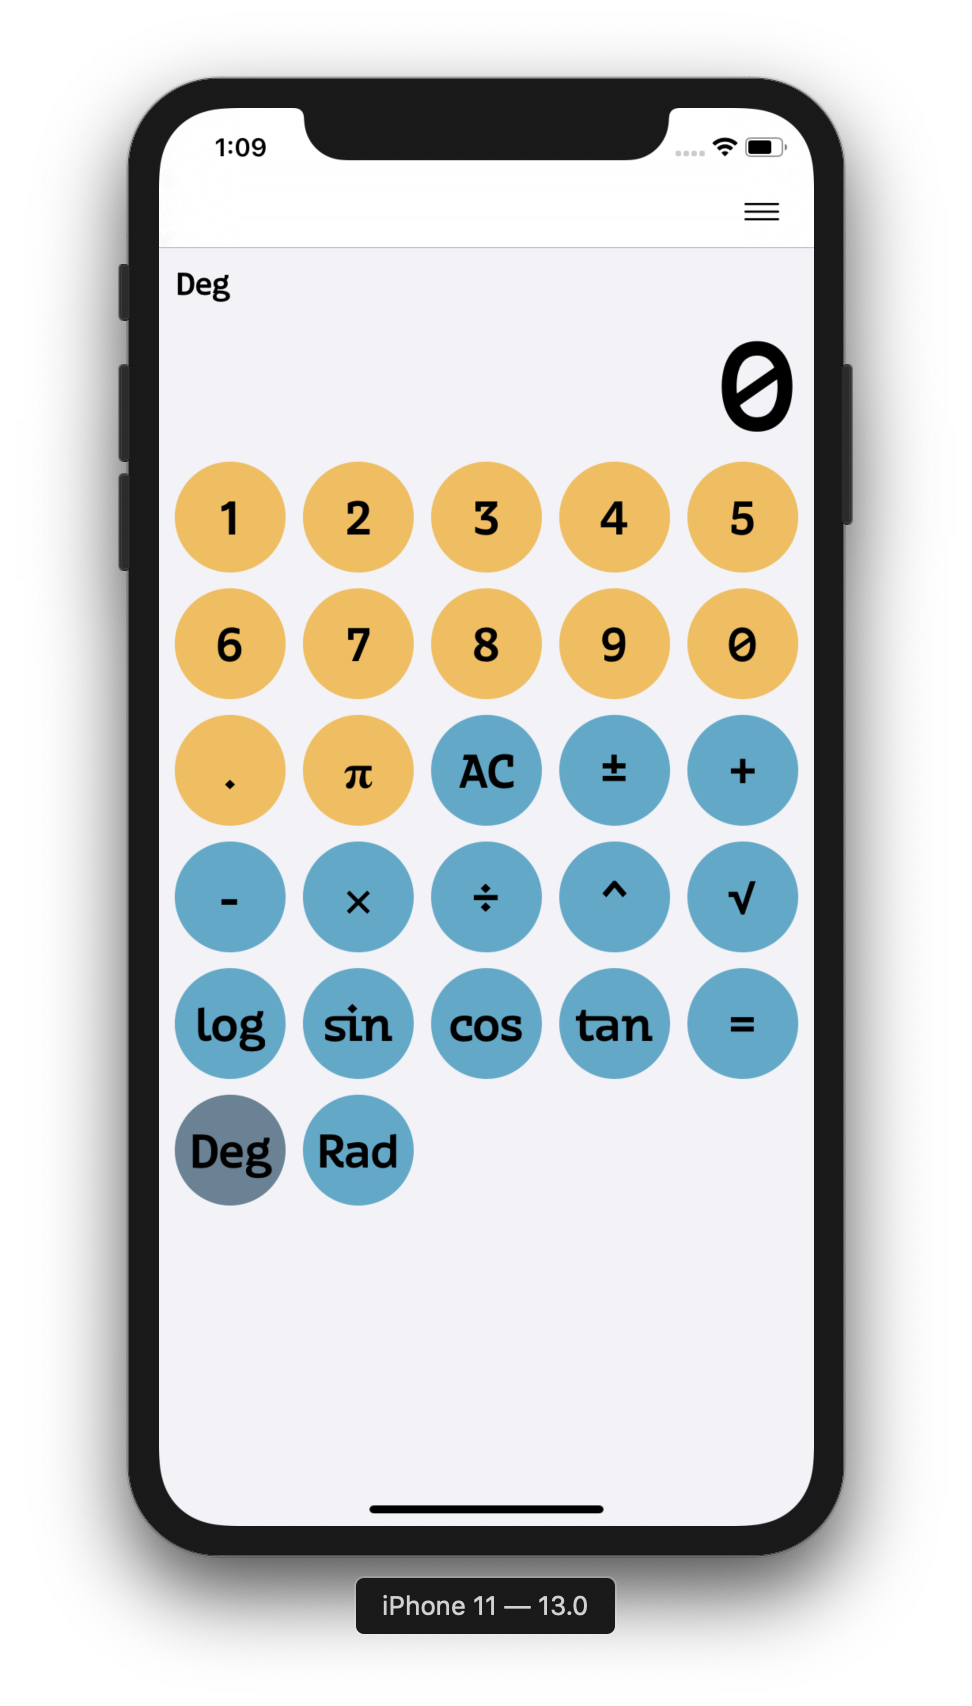 1:09
Deg
0
1 2 3 4 5
6 7 8 9 0
. π AC ± +
- × ÷ ^ √
log sin cos tan =
Deg Rad
iPhone 11 — 13.0